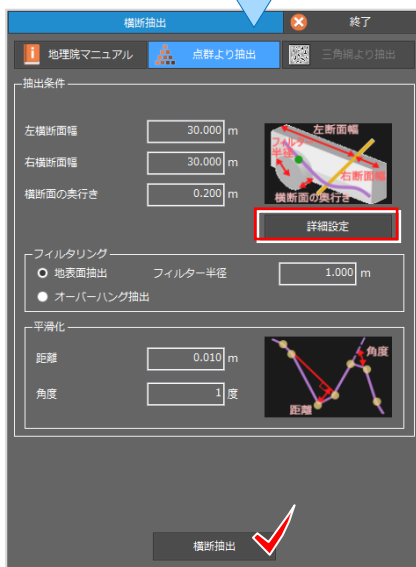 横断抽出 終了
地理院マニュアル 点群より抽出 三角網より抽出
抽出条件
左横断面幅 30.000 m
右横断面幅 30.000 m
横断面の奥行き 0.200 m
左断面幅
フィルタ
半径
右断面幅
横断面の奥行き
詳細設定
フィルタリング
地表面抽出 フィルター半径 1.000 m
オーバーハング抽出
平滑化
距離 0.010 m
角度 1 度
角度
距離
横断抽出